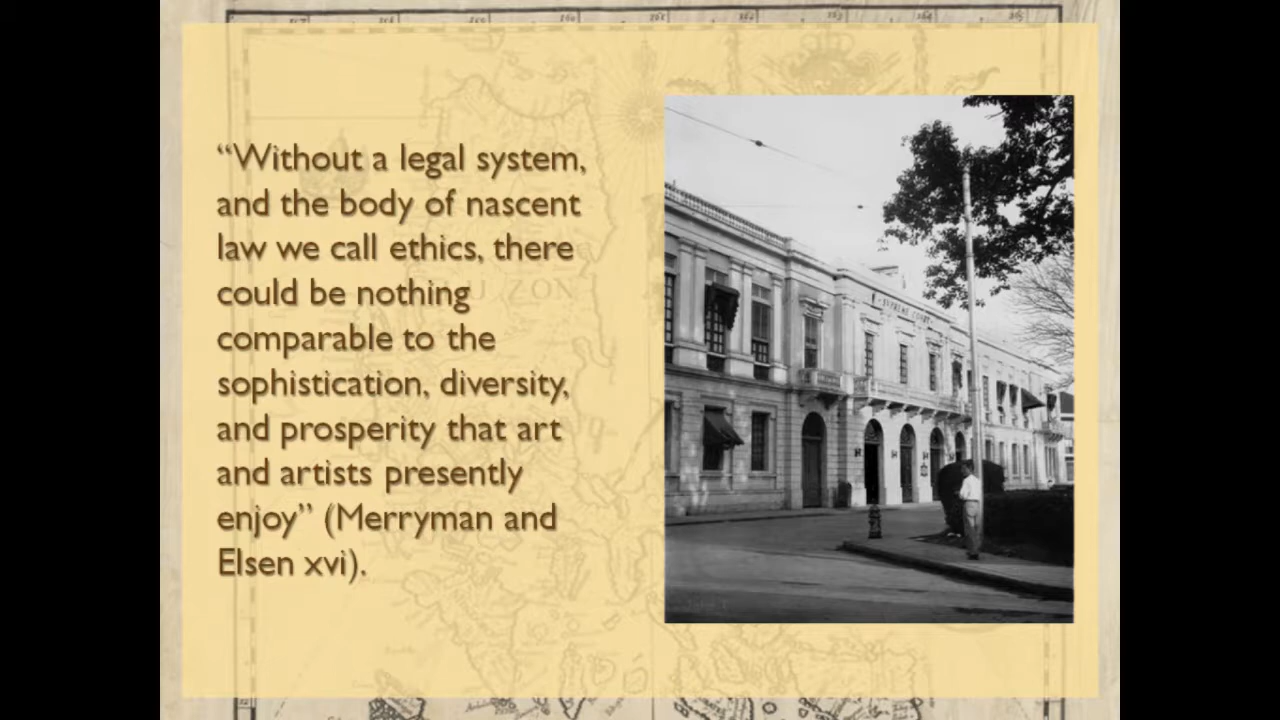 “Without a legal system,
and the body of nascent
law we call ethics, there
could be nothing
comparable to the
sophistication, diversity,
and prosperity that art
and artists presently
enjoy” (Merryman and
Elsen xvi).
LUZON
SUPREME COURT